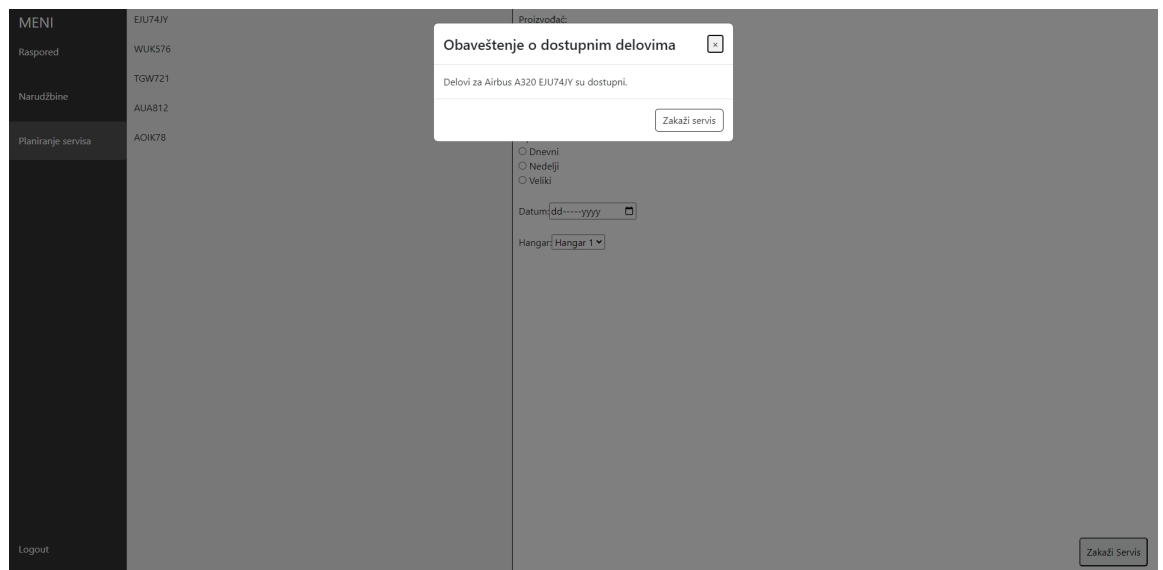 MENI
Raspored
Narudžbine
Planiranje servisa
Logout
EJU74JY
WUK576
TGW721
AUA812
AOIK78
Proizvođač:
Obaveštenje o dostupnim delovima
×
Delovi za Airbus A320 EJU74JY su dostupni.
Zakaži servis
Dnevni
Nedelji
Veliki
Datum:dd-----yyyy
Hangar:Hangar 1
Zakaži Servis